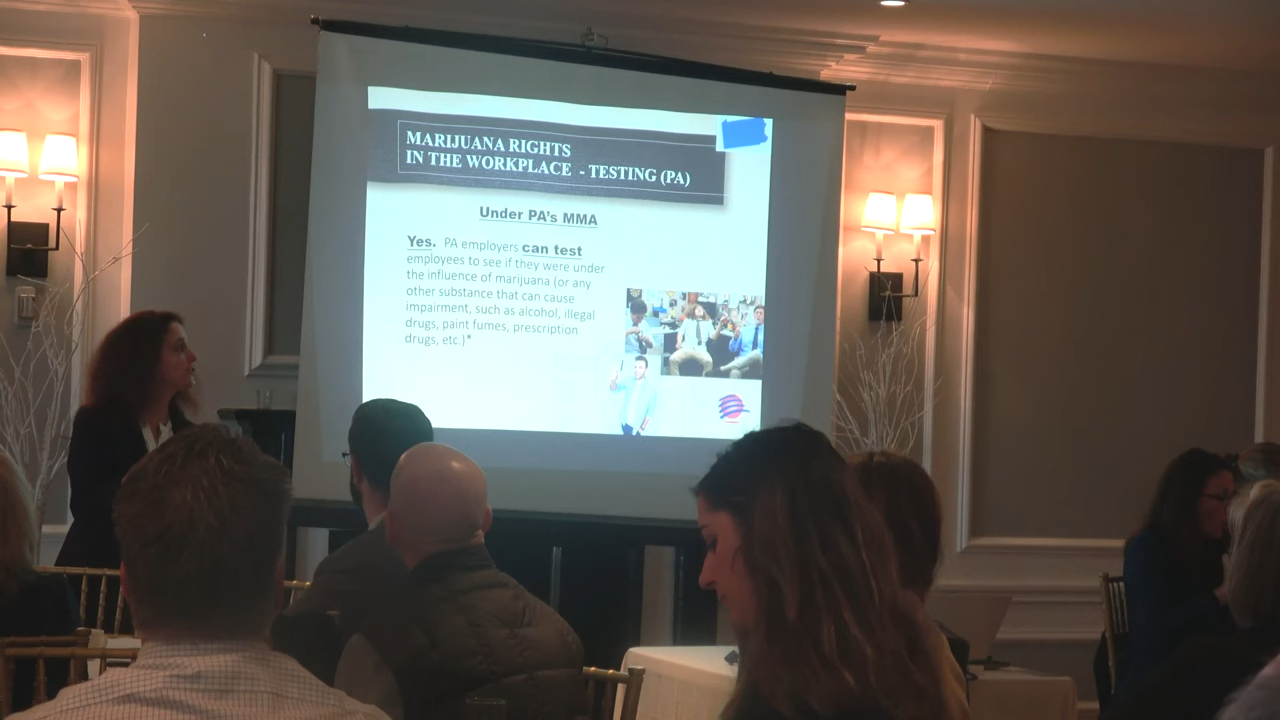 MARIJUANA RIGHTS
IN THE WORKPLACE - TESTING (PA)
Under PA's MMA
Yes. PA employers can test
employees to see if they were under
the influence of marijuana (or any
other substance that can cause
impairment, such as alcohol, illegal
drugs, paint fumes, prescription
drugs, etc.)*